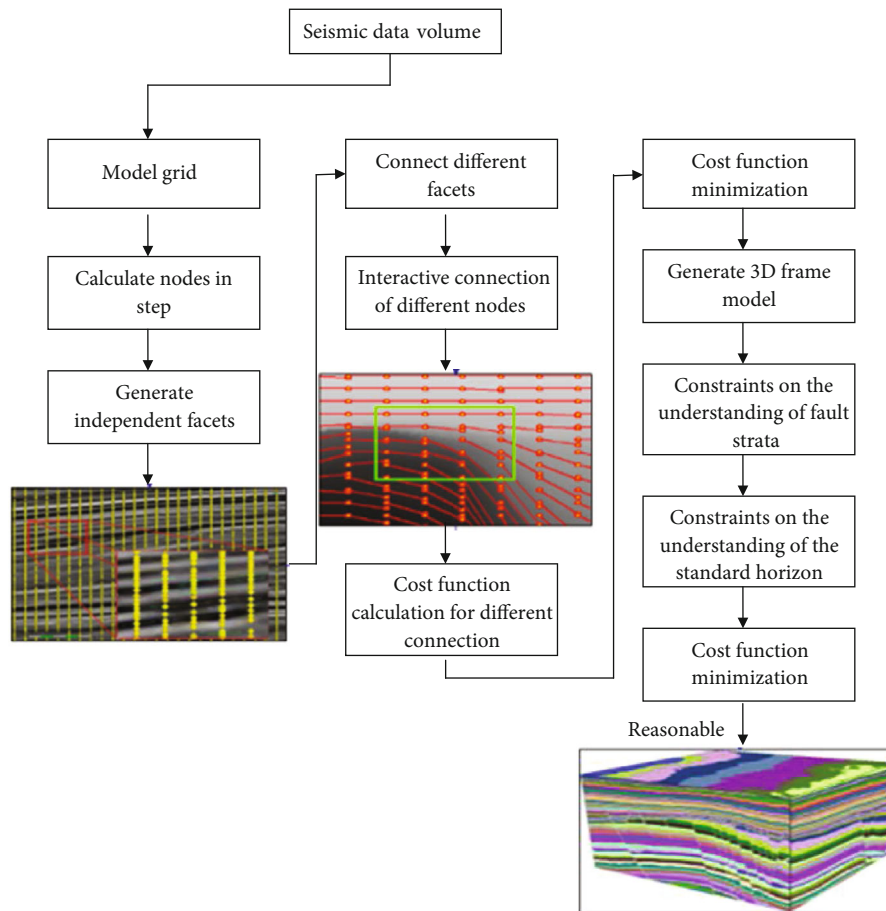 Seismic data volume
Model grid
Calculate nodes in
step
Generate
independent facets
Connect different
facets
Interactive connection
of different nodes
Cost function
calculation for different
connection
Cost function
minimization
Generate 3D frame
model
Constraints on the
understanding of fault
strata
Constraints on the
understanding of the
standard horizon
Cost function
minimization
Reasonable